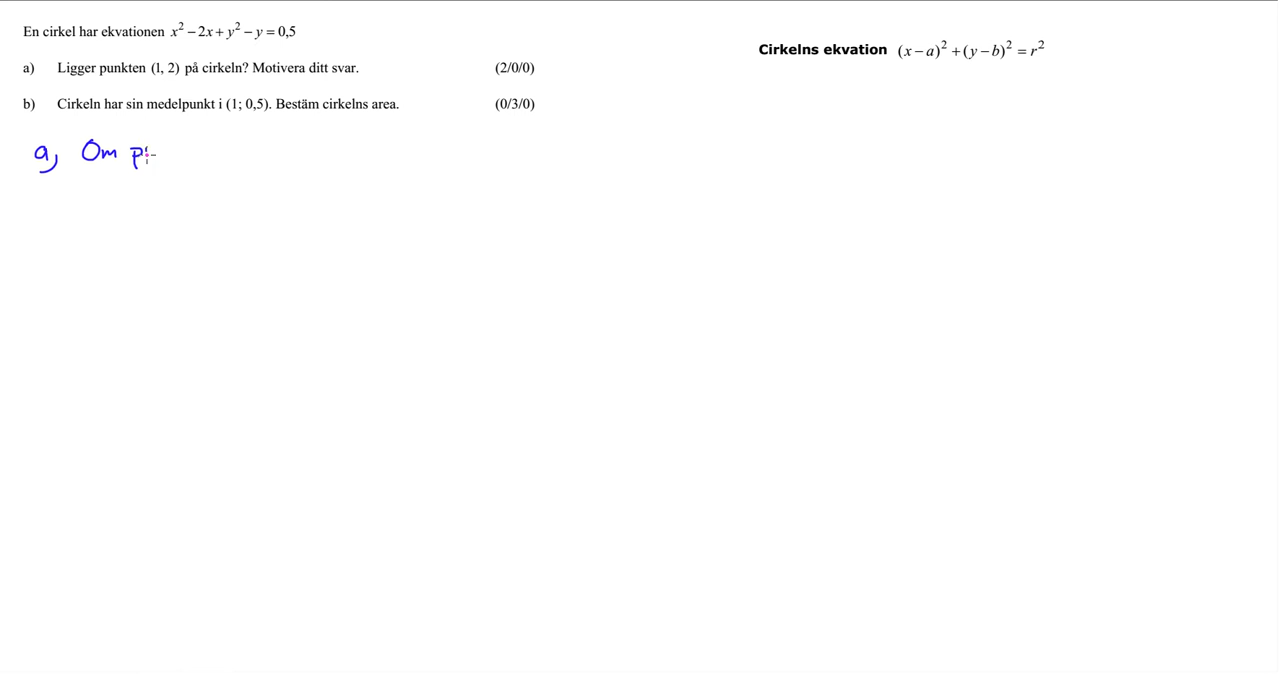 En cirkel har ekvationen x² − 2x + y² − y = 0,5
Cirkelns ekvation (x − a)² + (y − b)² = r²
a) Ligger punkten (1, 2) på cirkeln? Motivera ditt svar. (2/0/0)
b) Cirkeln har sin medelpunkt i (1; 0,5). Bestäm cirkelns area. (0/3/0)
a) Om p